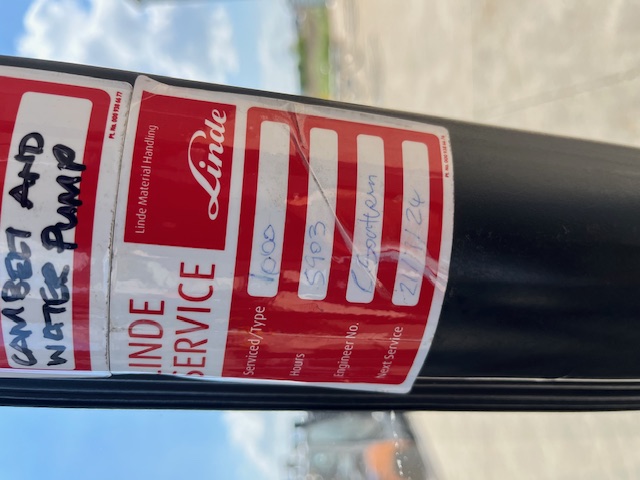 CAMBELT AND
WATER PUMP
Linde Material Handling
Linde
LINDE
SERVICE
Serviced/Type 1000
Hours 5903
Engineer No.
Next Service